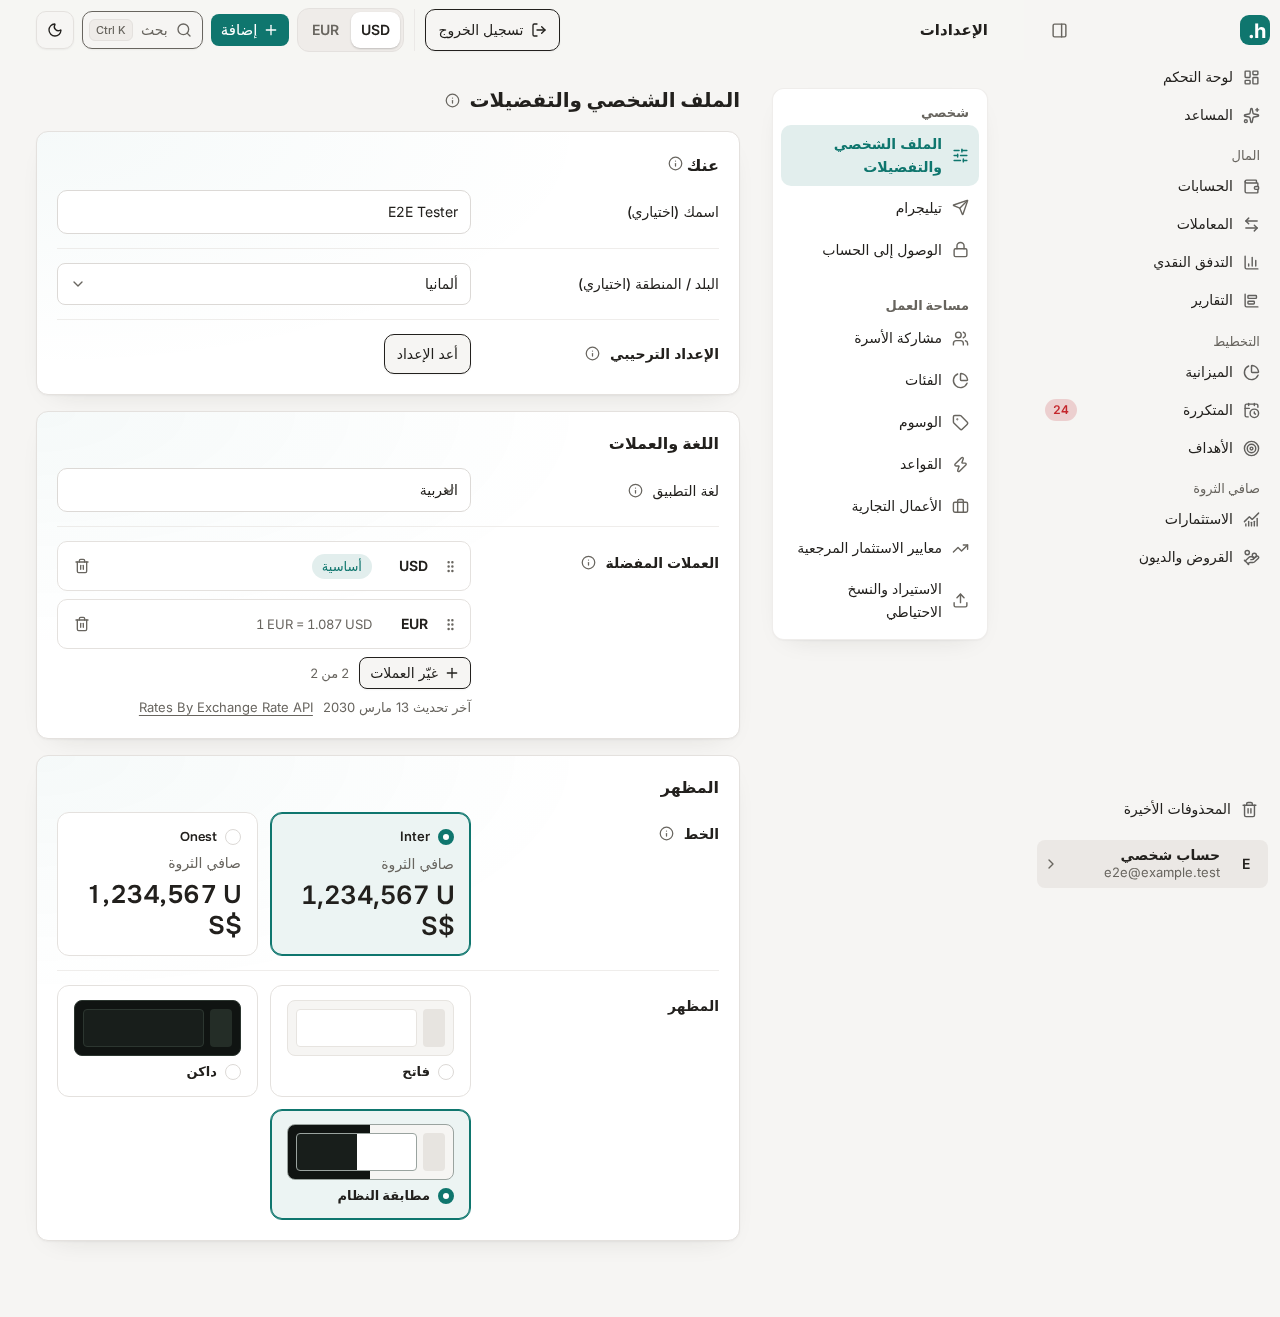 .h
لوحة التحكم
المساعد
المال
الحسابات
المعاملات
التدفق النقدي
التقارير
التخطيط
الميزانية
المتكررة
24
الأهداف
صافي الثروة
الاستثمارات
القروض والديون
المحذوفات الأخيرة
E
حساب شخصي
e2e@example.test
الإعدادات
تسجيل الخروج
USD
EUR
إضافة
بحث
Ctrl K
شخصي
الملف الشخصي
والتفضيلات
تيليجرام
الوصول إلى الحساب
مساحة العمل
مشاركة الأسرة
الفئات
الوسوم
القواعد
الأعمال التجارية
معايير الاستثمار المرجعية
الاستيراد والنسخ
الاحتياطي
الملف الشخصي والتفضيلات
عنك
اسمك (اختياري)
E2E Tester
البلد / المنطقة (اختياري)
ألمانيا
الإعداد الترحيبي
أعد الإعداد
اللغة والعملات
لغة التطبيق
العربية
العملات المفضلة
USD
أساسية
EUR
1 EUR = 1.087 USD
غيّر العملات
2 من 2
آخر تحديث 13 مارس 2030
Rates By Exchange Rate API
المظهر
الخط
Inter
صافي الثروة
1,234,567 U
S$
Onest
صافي الثروة
1,234,567 U
S$
المظهر
فاتح
داكن
مطابقة النظام